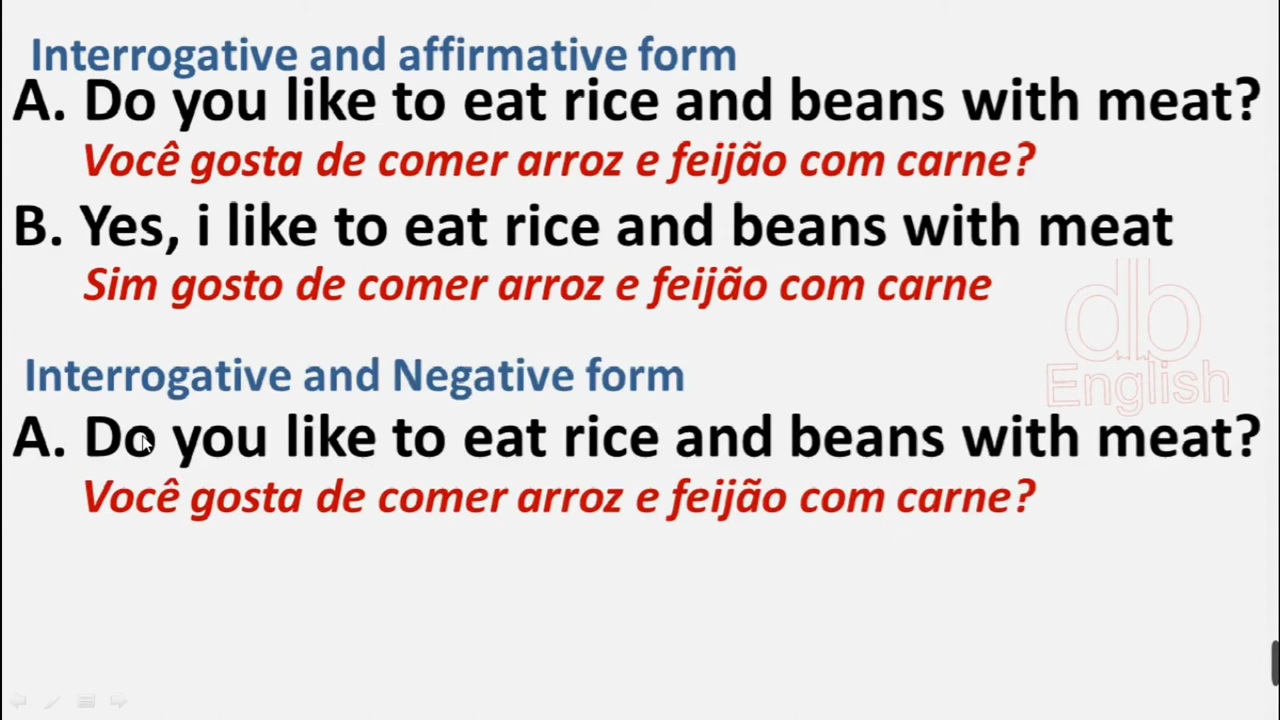 Interrogative and affirmative form
A. Do you like to eat rice and beans with meat?
Você gosta de comer arroz e feijão com carne?
B. Yes, i like to eat rice and beans with meat
Sim gosto de comer arroz e feijão com carne
db
English
Interrogative and Negative form
A. Do you like to eat rice and beans with meat?
Você gosta de comer arroz e feijão com carne?